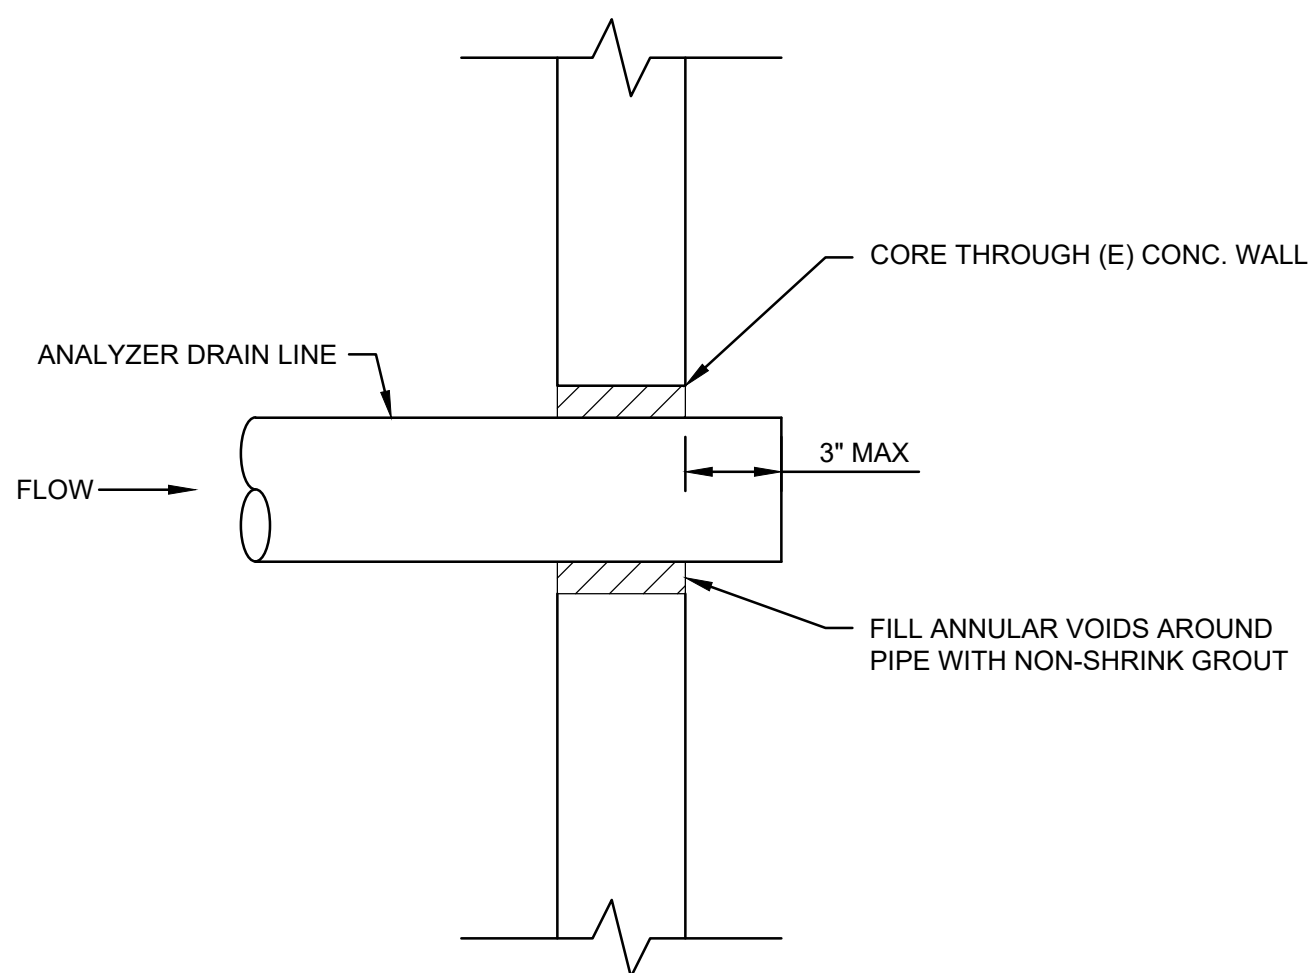 CORE THROUGH (E) CONC. WALL
ANALYZER DRAIN LINE
3" MAX
FLOW
FILL ANNULAR VOIDS AROUND
PIPE WITH NON-SHRINK GROUT